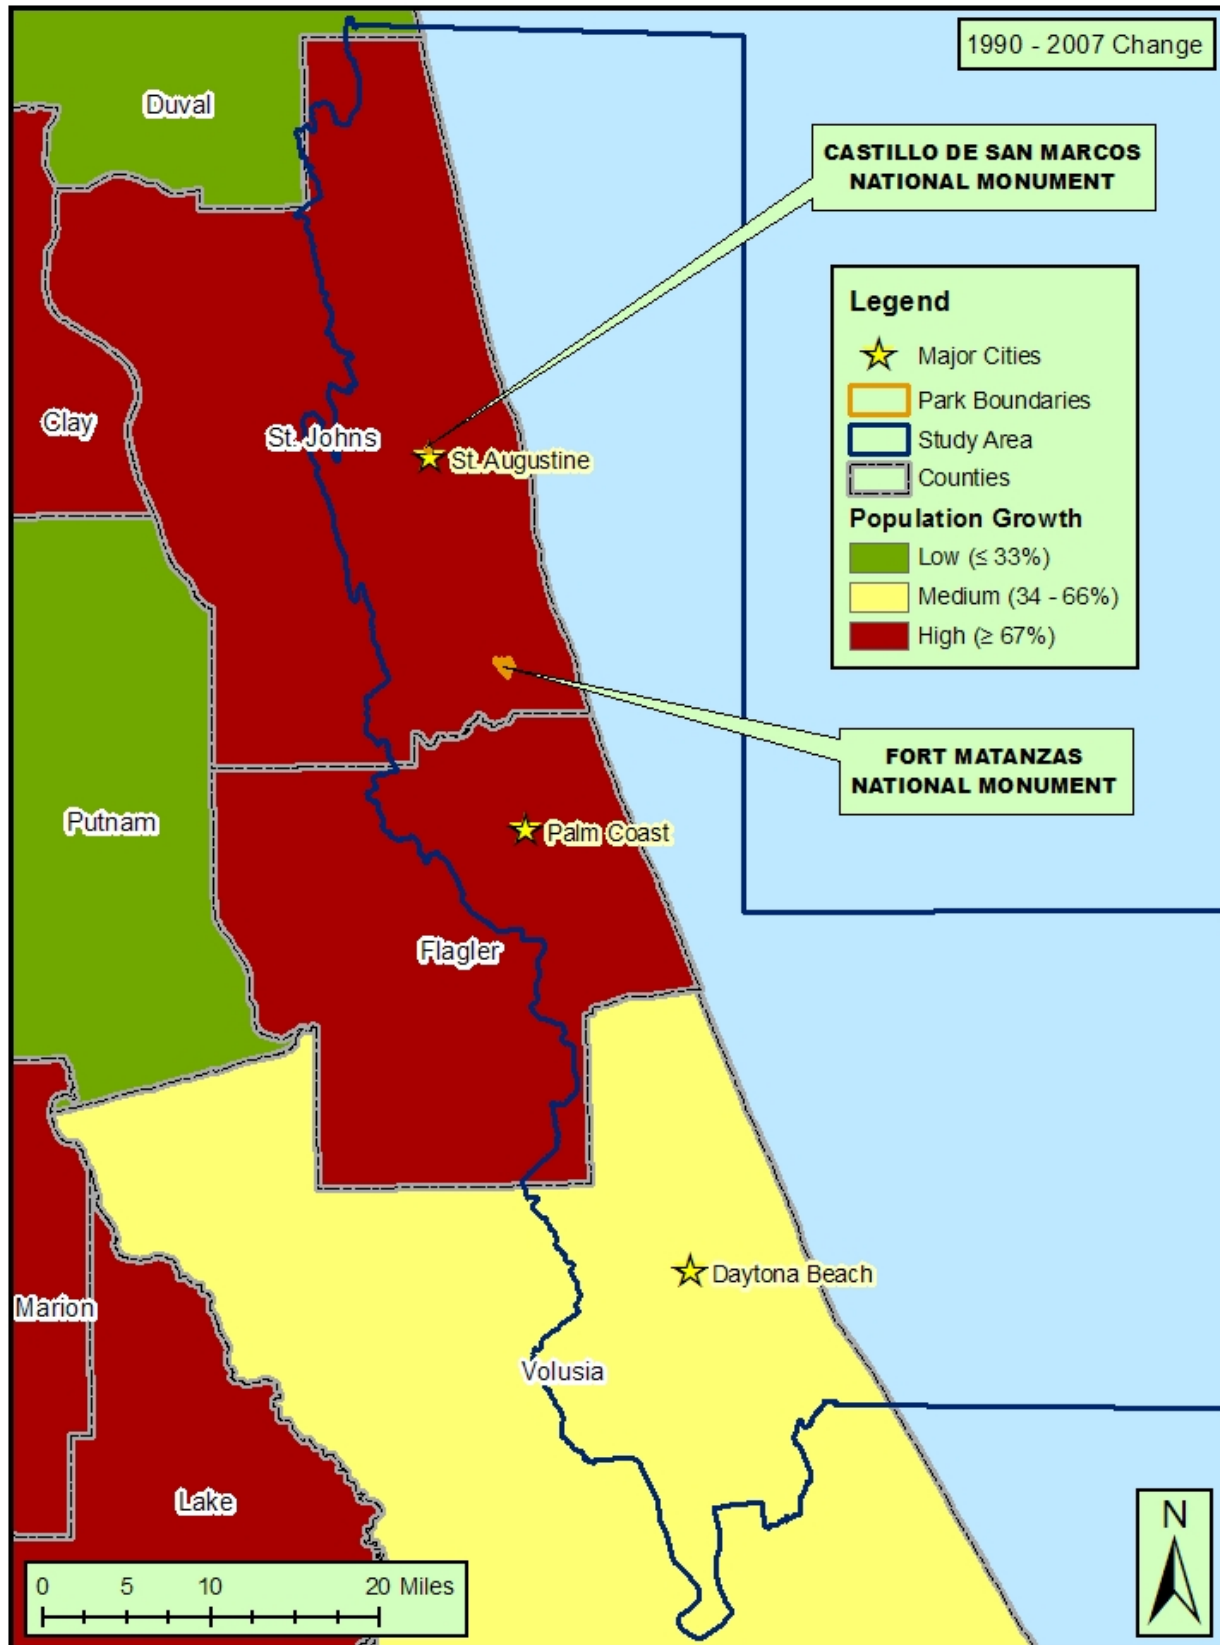 1990 - 2007 Change
Duval
CASTILLO DE SAN MARCOS
NATIONAL MONUMENT
Legend
Major Cities
Park Boundaries
Study Area
Counties
Population Growth
Low (≤ 33%)
Medium (34 - 66%)
High (≥ 67%)
Clay
St. Johns
St. Augustine
FORT MATANZAS
NATIONAL MONUMENT
Putnam
Palm Coast
Flagler
Daytona Beach
Marion
Volusia
Lake
N
0 5 10 20 Miles